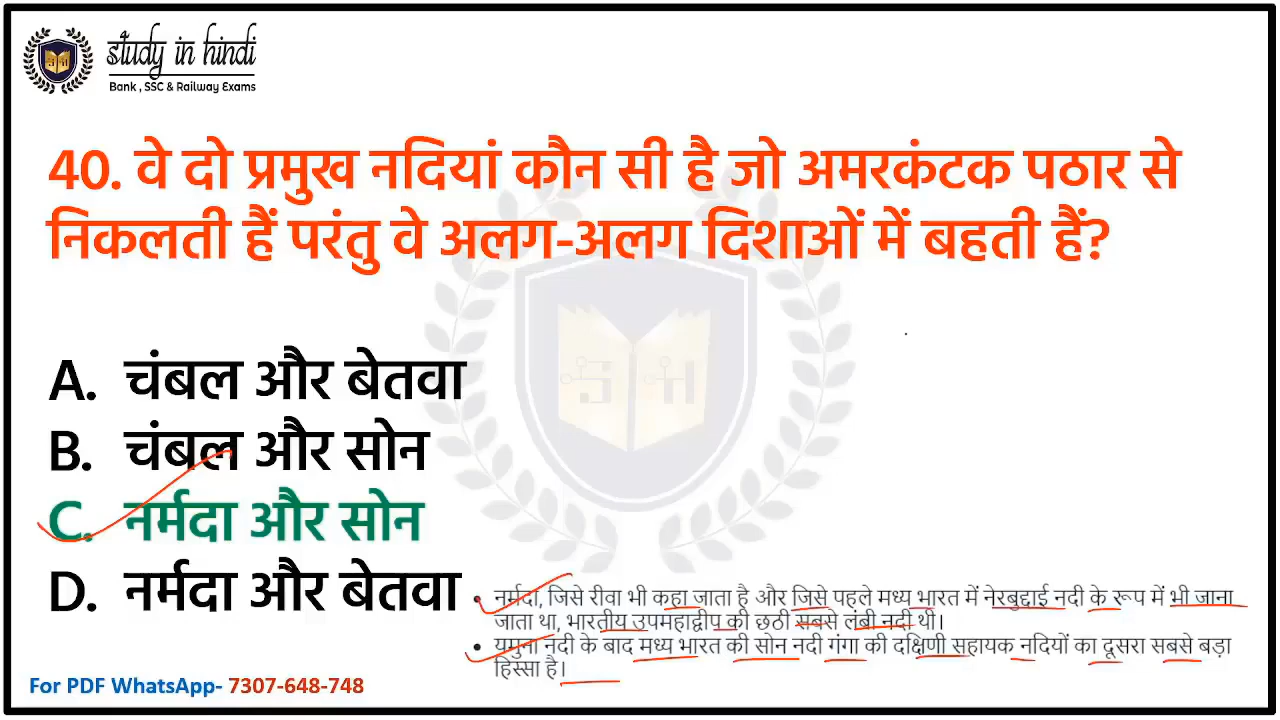 Study in hindi
Bank , SSC & Railway Exams
40. वे दो प्रमुख नदियां कौन सी है जो अमरकंटक पठार से
निकलती हैं परंतु वे अलग-अलग दिशाओं में बहती हैं?
A. चंबल और बेतवा
B. चंबल और सोन
C. नर्मदा और सोन
D. नर्मदा और बेतवा
• नर्मदा, जिसे रीवा भी कहा जाता है और जिसे पहले मध्य भारत में नेरबुद्दाई नदी के रूप में भी जाना
जाता था, भारतीय उपमहाद्वीप की छठी सबसे लंबी नदी थी।
• यमुना नदी के बाद मध्य भारत की सोन नदी गंगा की दक्षिणी सहायक नदियों का दूसरा सबसे बड़ा
हिस्सा है।
For PDF WhatsApp- 7307-648-748